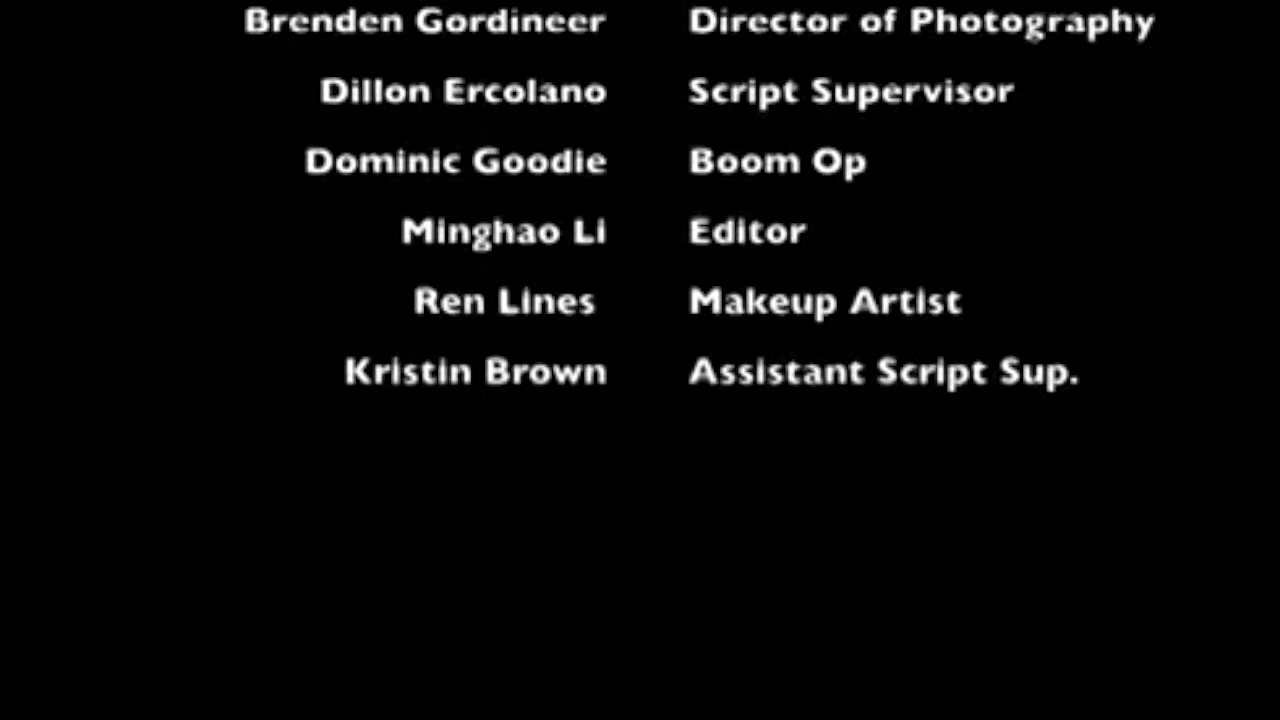 Brenden Gordineer Director of Photography
Dillon Ercolano Script Supervisor
Dominic Goodie Boom Op
Minghao Li Editor
Ren Lines Makeup Artist
Kristin Brown Assistant Script Sup.